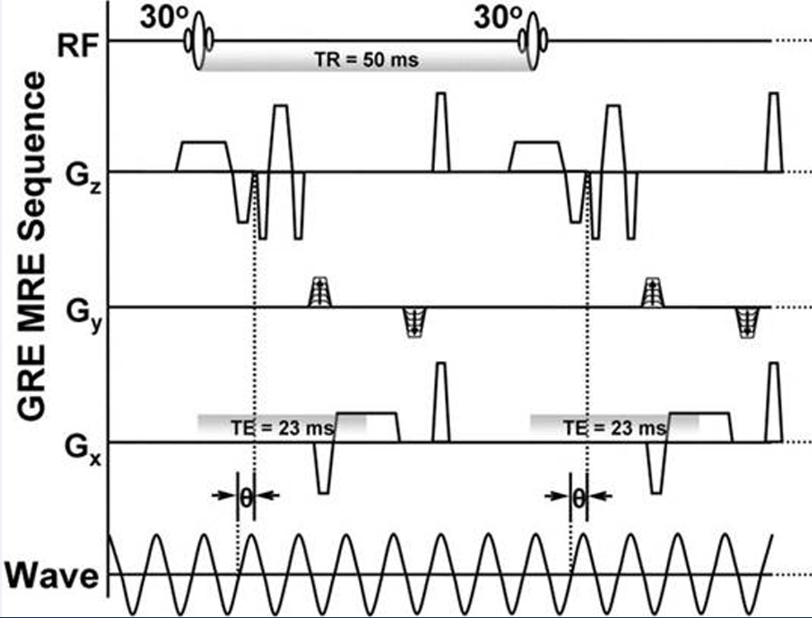 GRE MRE Sequence
30° 30°
RF
TR = 50 ms
Gz
Gy
TE = 23 ms TE = 23 ms
Gx
θ θ
Wave